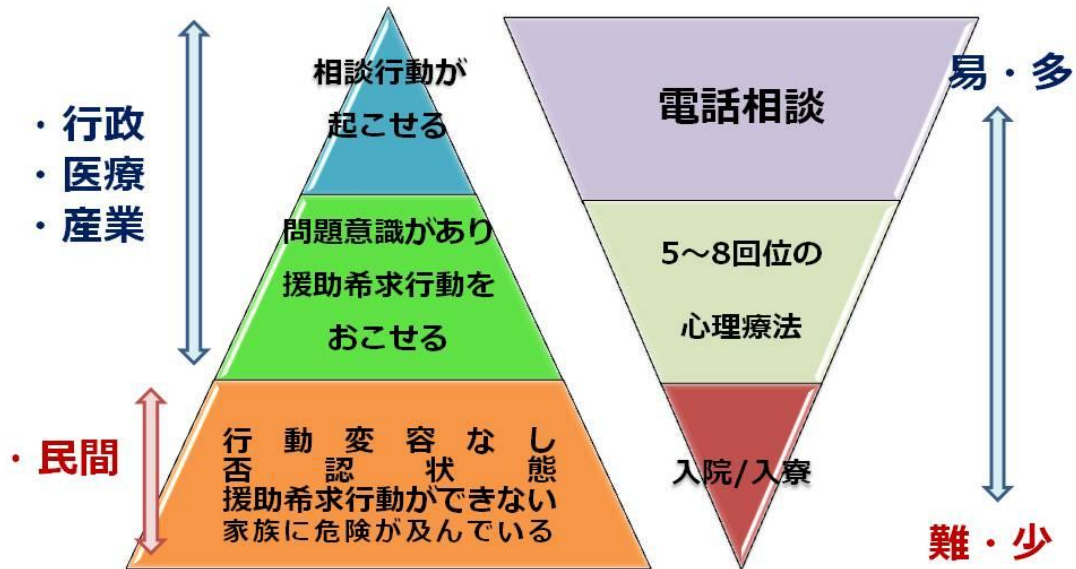 ・行政
・医療
・産業
・民間
相談行動が
起こせる
問題意識があり
援助希求行動を
おこせる
行動変容なし
否認状態
援助希求行動ができない
家族に危険が及んでいる
電話相談
5～8回位の
心理療法
入院/入寮
易・多
難・少